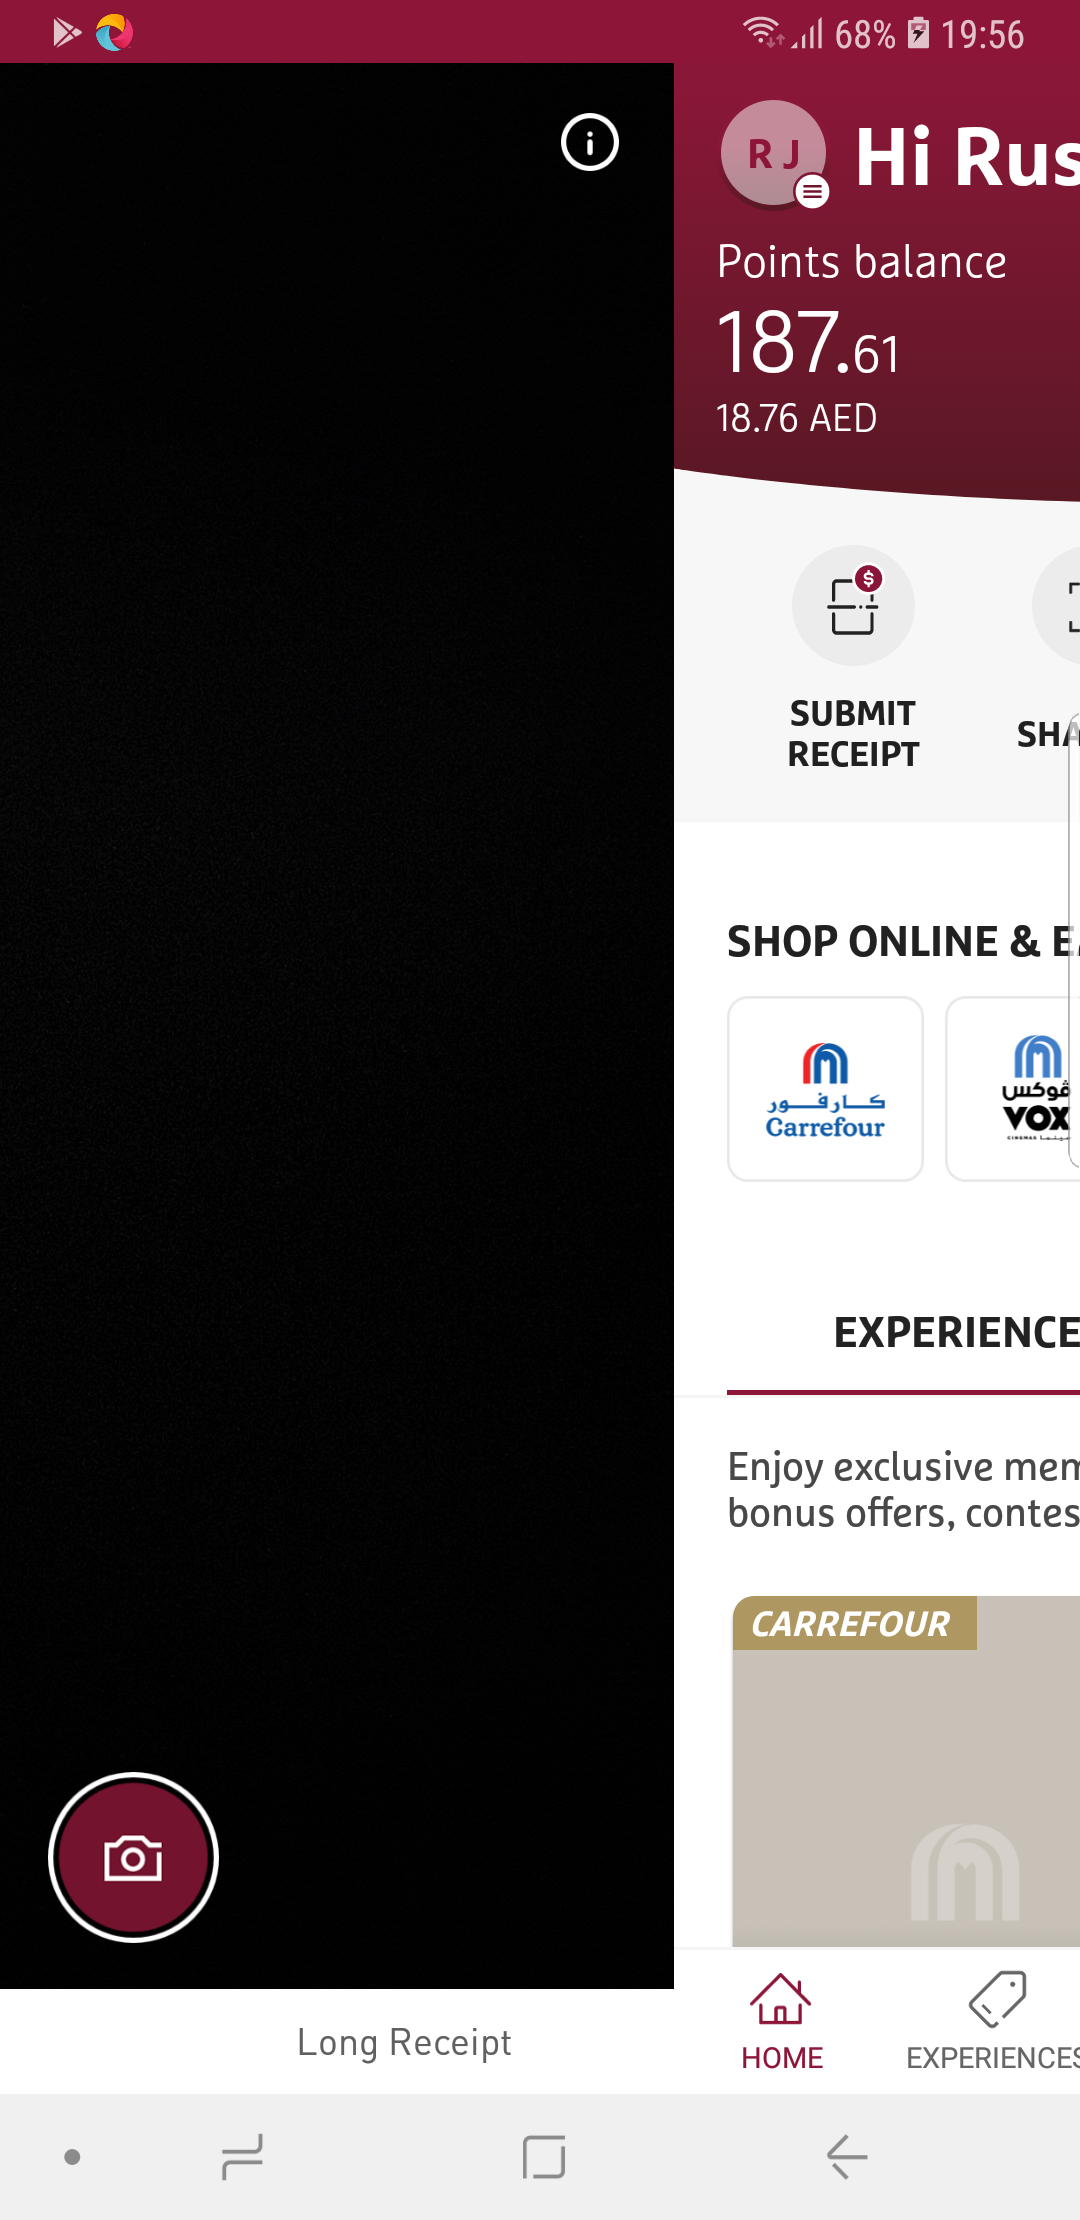 68% 19:56
R J
Hi Rus
Points balance
187.61
18.76 AED
$
SUBMIT
RECEIPT
SHA
SHOP ONLINE & E
كارفور
Carrefour
ڤوكس
VOX
CINEMAS سينما
EXPERIENCE
Enjoy exclusive mem
bonus offers, contes
CARREFOUR
Long Receipt
HOME
EXPERIENCES